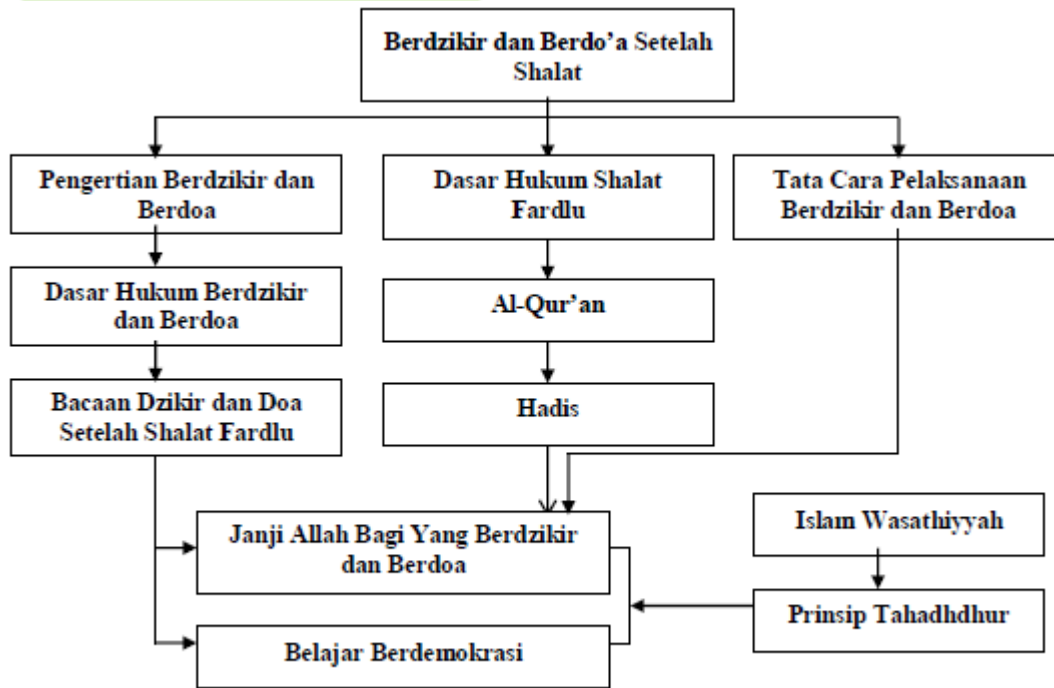 Berdzikir dan Berdo’a Setelah
Shalat
Pengertian Berdzikir dan
Berdoa
Dasar Hukum Shalat
Fardlu
Tata Cara Pelaksanaan
Berdzikir dan Berdoa
Dasar Hukum Berdzikir
dan Berdoa
Al-Qur’an
Bacaan Dzikir dan Doa
Setelah Shalat Fardlu
Hadis
Janji Allah Bagi Yang Berdzikir
dan Berdoa
Islam Wasathiyyah
Prinsip Tahadhdhur
Belajar Berdemokrasi